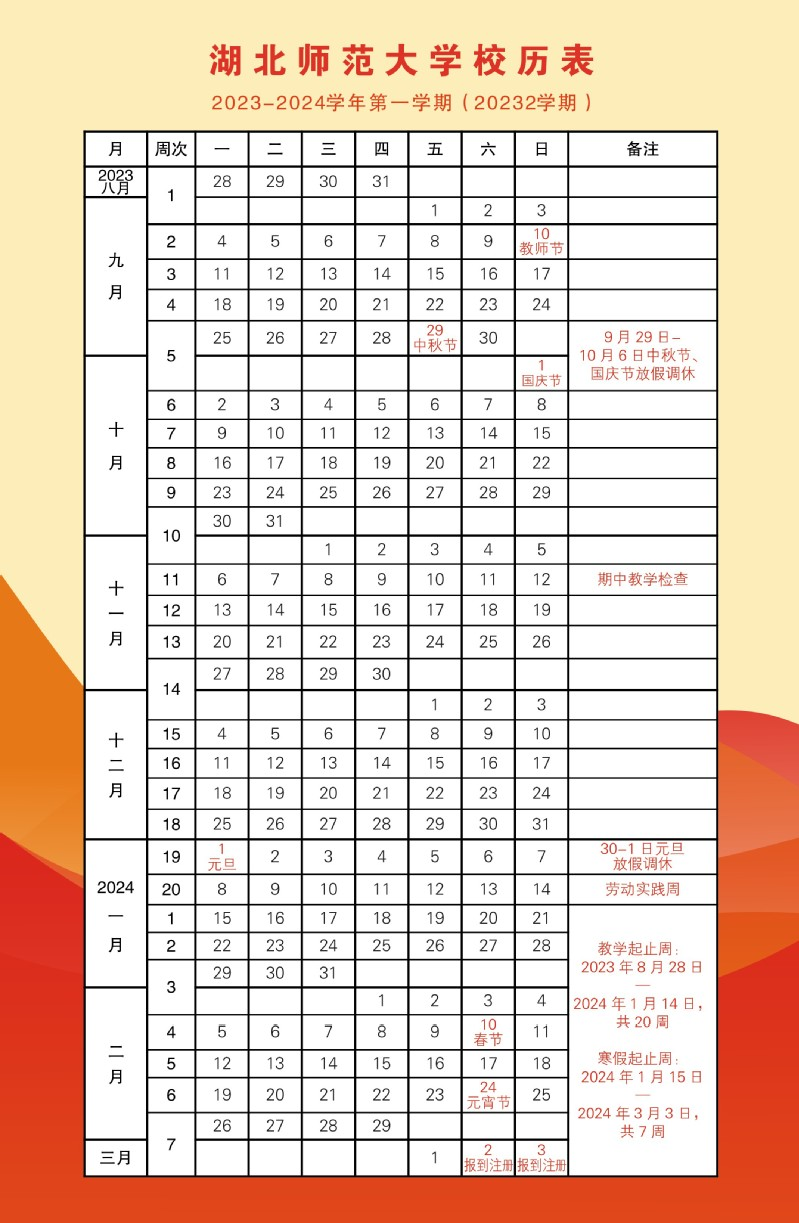 湖北师范大学校历表
2023-2024学年第一学期（20232学期）
月 周次 一 二 三 四 五 六 日 备注
2023 八月 1 28 29 30 31
九月 1 2 3
2 4 5 6 7 8 9 10 教师节
3 11 12 13 14 15 16 17
4 18 19 20 21 22 23 24
5 25 26 27 28 29 中秋节 30
十月 1 国庆节
9月29日-
10月6日中秋节、
国庆节放假调休
6 2 3 4 5 6 7 8
7 9 10 11 12 13 14 15
8 16 17 18 19 20 21 22
9 23 24 25 26 27 28 29
10 30 31
十一月 1 2 3 4 5
11 6 7 8 9 10 11 12 期中教学检查
12 13 14 15 16 17 18 19
13 20 21 22 23 24 25 26
14 27 28 29 30
十二月 1 2 3
15 4 5 6 7 8 9 10
16 11 12 13 14 15 16 17
17 18 19 20 21 22 23 24
18 25 26 27 28 29 30 31
2024 一月 19 1 元旦 2 3 4 5 6 7 30-1日元旦 放假调休
20 8 9 10 11 12 13 14 劳动实践周
1 15 16 17 18 19 20 21
2 22 23 24 25 26 27 28
3 29 30 31
二月 1 2 3 4
4 5 6 7 8 9 10 春节 11
5 12 13 14 15 16 17 18
6 19 20 21 22 23 24 元宵节 25
7 26 27 28 29
三月 1 2 报到注册 3 报到注册
教学起止周：
2023年8月28日
—
2024年1月14日，
共20周
寒假起止周：
2024年1月15日
—
2024年3月3日，
共7周